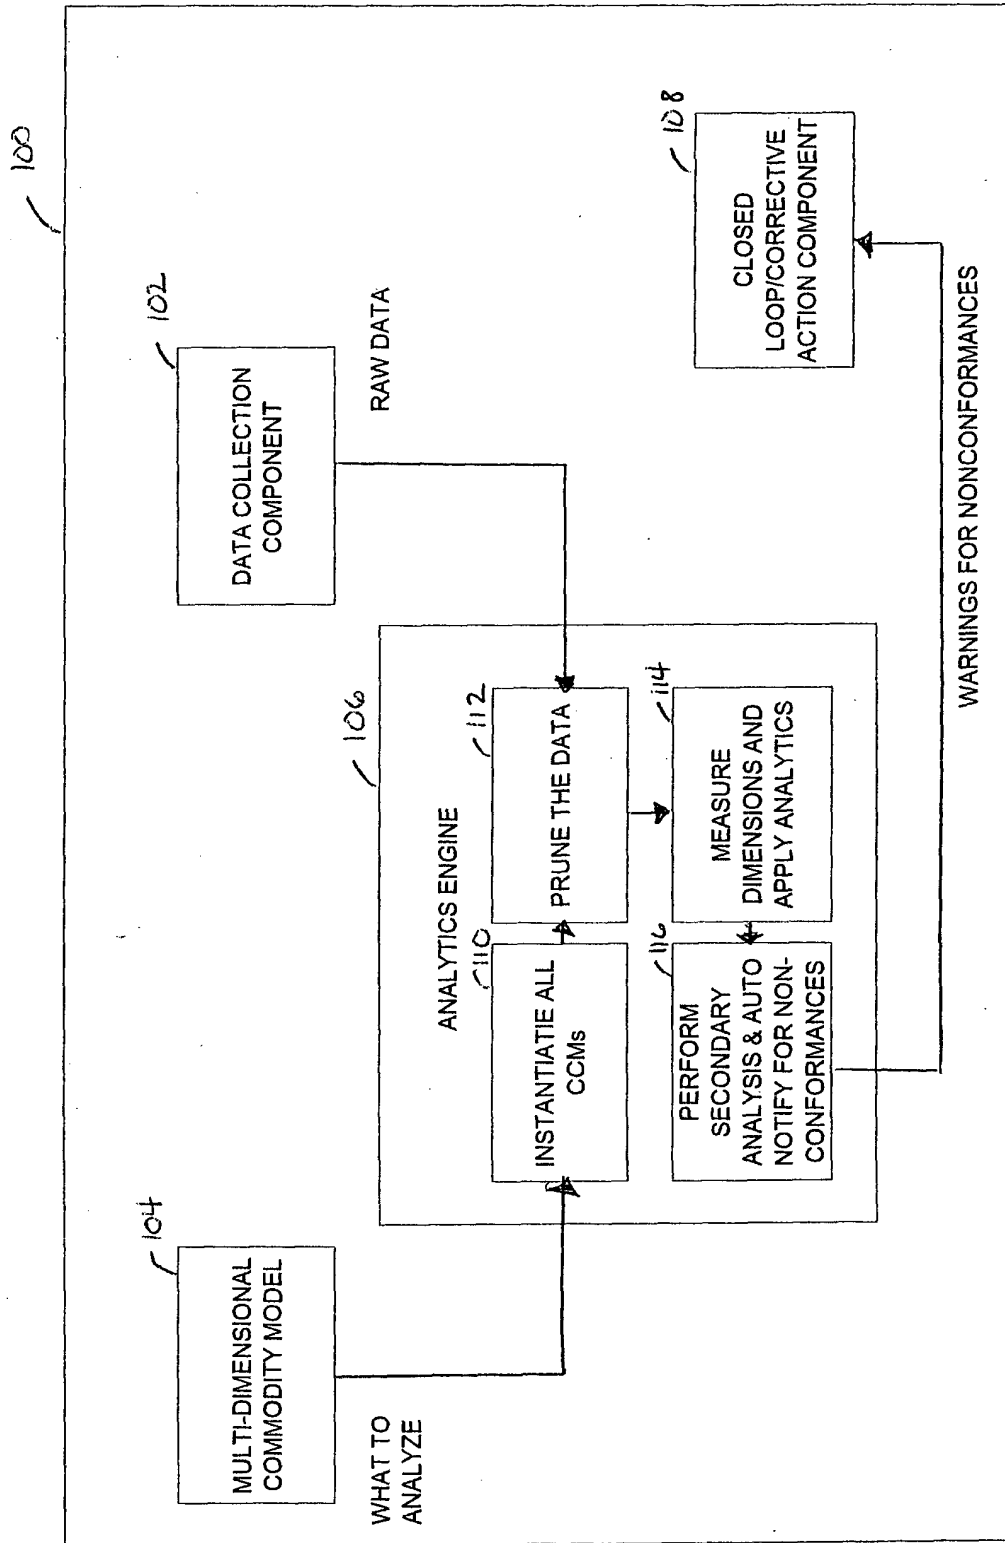 100
104
MULTI-DIMENSIONAL
COMMODITY MODEL
102
DATA COLLECTION
COMPONENT
WHAT TO
ANALYZE
RAW DATA
106
ANALYTICS ENGINE
110
INSTANTIATIE ALL
CCMs
112
PRUNE THE DATA
116
PERFORM
SECONDARY
ANALYSIS & AUTO
NOTIFY FOR NON-
CONFORMANCES
114
MEASURE
DIMENSIONS AND
APPLY ANALYTICS
108
CLOSED
LOOP/CORRECTIVE
ACTION COMPONENT
WARNINGS FOR NONCONFORMANCES